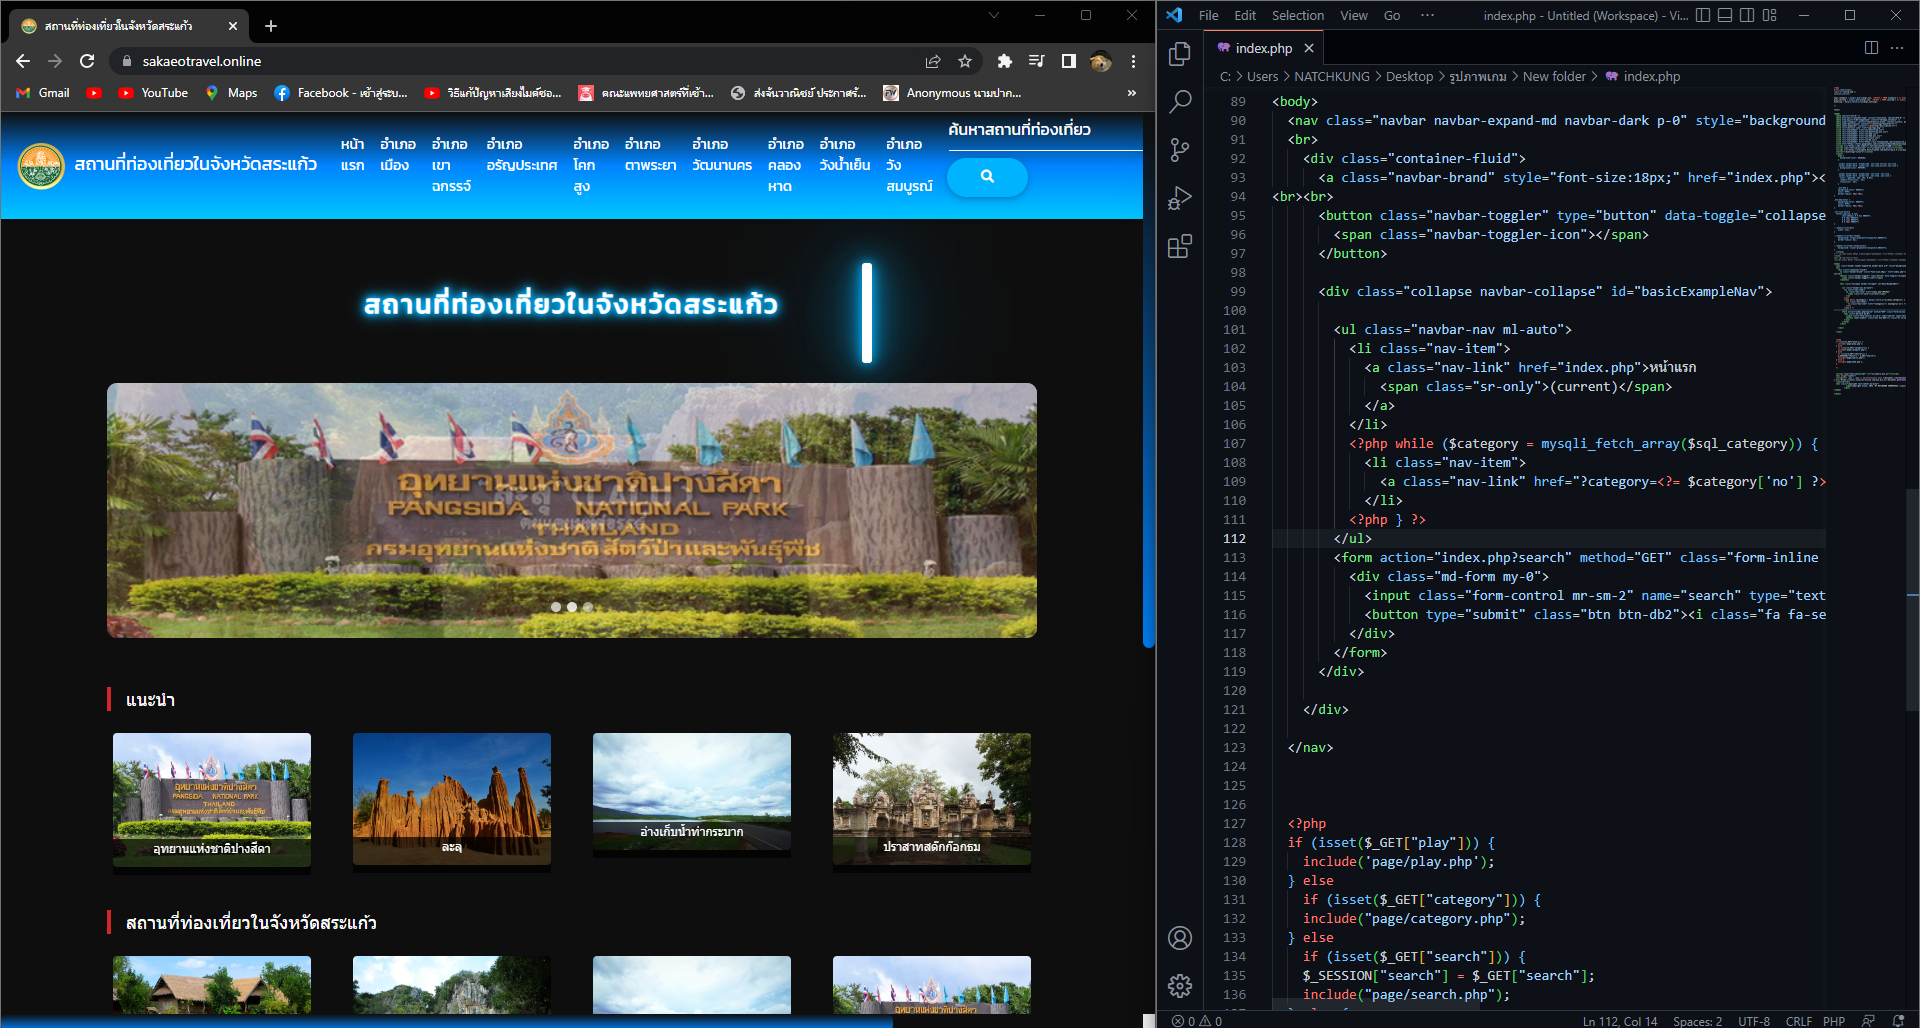 สถานที่ท่องเที่ยวในจังหวัดสระแก้ว
sakaeotravel.online
Gmail
YouTube
Maps
Facebook - เข้าสู่ระบ...
วิธีแก้ปัญหาเสียงไมค์ซอ...
คณะแพทยศาสตร์ที่เข้า...
ส่งจันวาณิชย์ ประกาศรั...
Anonymous นามปาก...
»
สถานที่ท่องเที่ยวในจังหวัดสระแก้ว
หน้า
แรก
อำเภอ
เมือง
อำเภอ
เขา
ฉกรรจ์
อำเภอ
อรัญประเทศ
อำเภอ
โคก
สูง
อำเภอ
ตาพระยา
อำเภอ
วัฒนานคร
อำเภอ
คลอง
หาด
อำเภอ
วังน้ำเย็น
อำเภอ
วัง
สมบูรณ์
ค้นหาสถานที่ท่องเที่ยว
สถานที่ท่องเที่ยวในจังหวัดสระแก้ว
อุทยานแห่งชาติปางสีดา
PANGSIDA NATIONAL PARK
THAILAND
กรมอุทยานแห่งชาติ สัตว์ป่า และพันธุ์พืช
แนะนำ
อุทยานแห่งชาติปางสีดา
PANGSIDA NATIONAL PARK
THAILAND
อุทยานแห่งชาติปางสีดา
ละลุ
อ่างเก็บน้ำท่ากระบาก
ปราสาทสด๊กก๊อกธม
สถานที่ท่องเที่ยวในจังหวัดสระแก้ว
File Edit Selection View Go ···
index.php - Untitled (Workspace) - Vi...
index.php
C: > Users > NATCHKUNG > Desktop > รูปภาพเกม > New folder > index.php
89 <body>
90 <nav class="navbar navbar-expand-md navbar-dark p-0" style="background
91 <br>
92 <div class="container-fluid">
93 <a class="navbar-brand" style="font-size:18px;" href="index.php"><
94 <br><br>
95 <button class="navbar-toggler" type="button" data-toggle="collapse
96 <span class="navbar-toggler-icon"></span>
97 </button>
98
99 <div class="collapse navbar-collapse" id="basicExampleNav">
100
101 <ul class="navbar-nav ml-auto">
102 <li class="nav-item">
103 <a class="nav-link" href="index.php">หน้าแรก
104 <span class="sr-only">(current)</span>
105 </a>
106 </li>
107 <?php while ($category = mysqli_fetch_array($sql_category)) {
108 <li class="nav-item">
109 <a class="nav-link" href="?category=<?= $category['no'] ?>
110 </li>
111 <?php } ?>
112 </ul>
113 <form action="index.php?search" method="GET" class="form-inline
114 <div class="md-form my-0">
115 <input class="form-control mr-sm-2" name="search" type="text
116 <button type="submit" class="btn btn-db2"><i class="fa fa-se
117 </div>
118 </form>
119 </div>
120
121 </div>
122
123 </nav>
124
125
126
127 <?php
128 if (isset($_GET["play"])) {
129 include('page/play.php');
130 } else
131 if (isset($_GET["category"])) {
132 include("page/category.php");
133 } else
134 if (isset($_GET["search"])) {
135 $_SESSION["search"] = $_GET["search"];
136 include("page/search.php");
0 0
Ln 112, Col 14 Spaces: 2 UTF-8 CRLF PHP